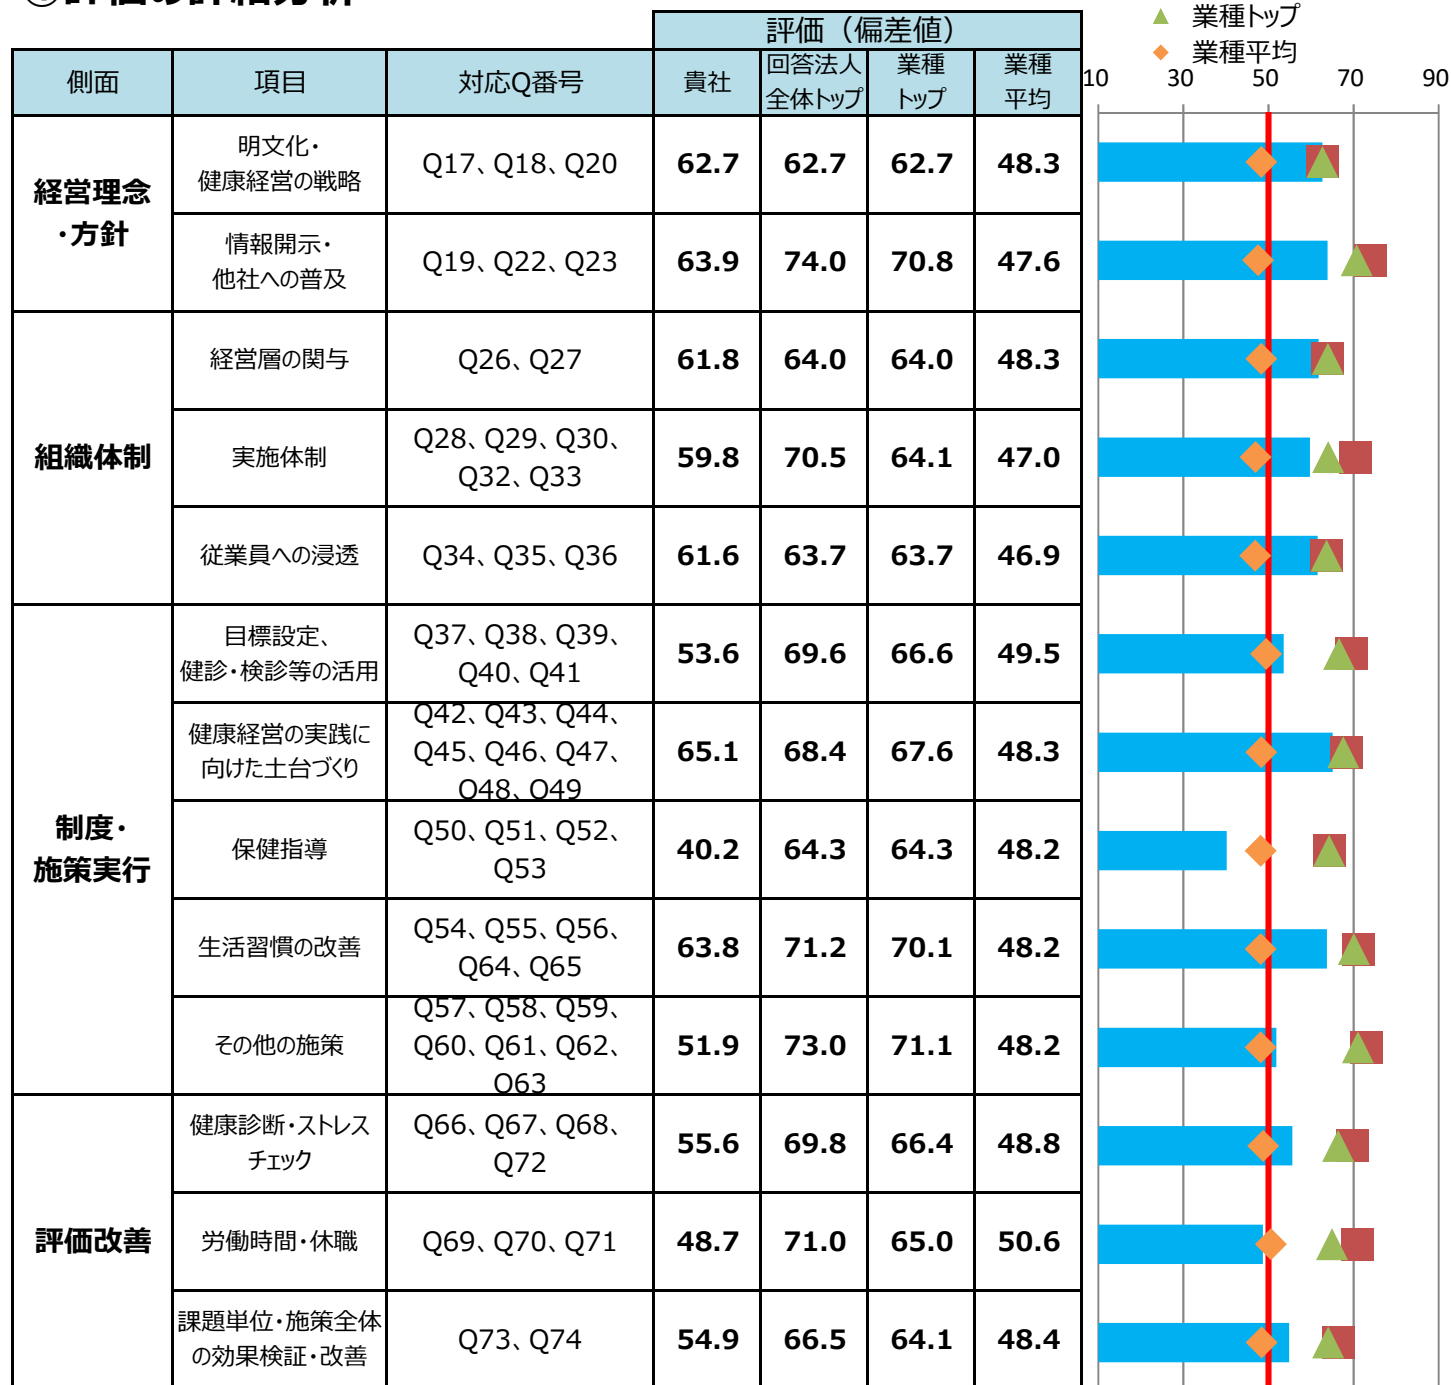 ①評価の詳細分析
業種トップ
業種平均
評価（偏差値）
側面 項目 対応Q番号 貴社 回答法人全体トップ 業種トップ 業種平均
10 30 50 70 90
経営理念
・方針
明文化・
健康経営の戦略
Q17、Q18、Q20
62.7 62.7 62.7 48.3
情報開示・
他社への普及
Q19、Q22、Q23
63.9 74.0 70.8 47.6
組織体制
経営層の関与
Q26、Q27
61.8 64.0 64.0 48.3
実施体制
Q28、Q29、Q30、
Q32、Q33
59.8 70.5 64.1 47.0
従業員への浸透
Q34、Q35、Q36
61.6 63.7 63.7 46.9
制度・
施策実行
目標設定、
健診・検診等の活用
Q37、Q38、Q39、
Q40、Q41
53.6 69.6 66.6 49.5
健康経営の実践に
向けた土台づくり
Q42、Q43、Q44、
Q45、Q46、Q47、
Q48、Q49
65.1 68.4 67.6 48.3
保健指導
Q50、Q51、Q52、
Q53
40.2 64.3 64.3 48.2
生活習慣の改善
Q54、Q55、Q56、
Q64、Q65
63.8 71.2 70.1 48.2
その他の施策
Q57、Q58、Q59、
Q60、Q61、Q62、
Q63
51.9 73.0 71.1 48.2
評価改善
健康診断・ストレス
チェック
Q66、Q67、Q68、
Q72
55.6 69.8 66.4 48.8
労働時間・休職
Q69、Q70、Q71
48.7 71.0 65.0 50.6
課題単位・施策全体
の効果検証・改善
Q73、Q74
54.9 66.5 64.1 48.4